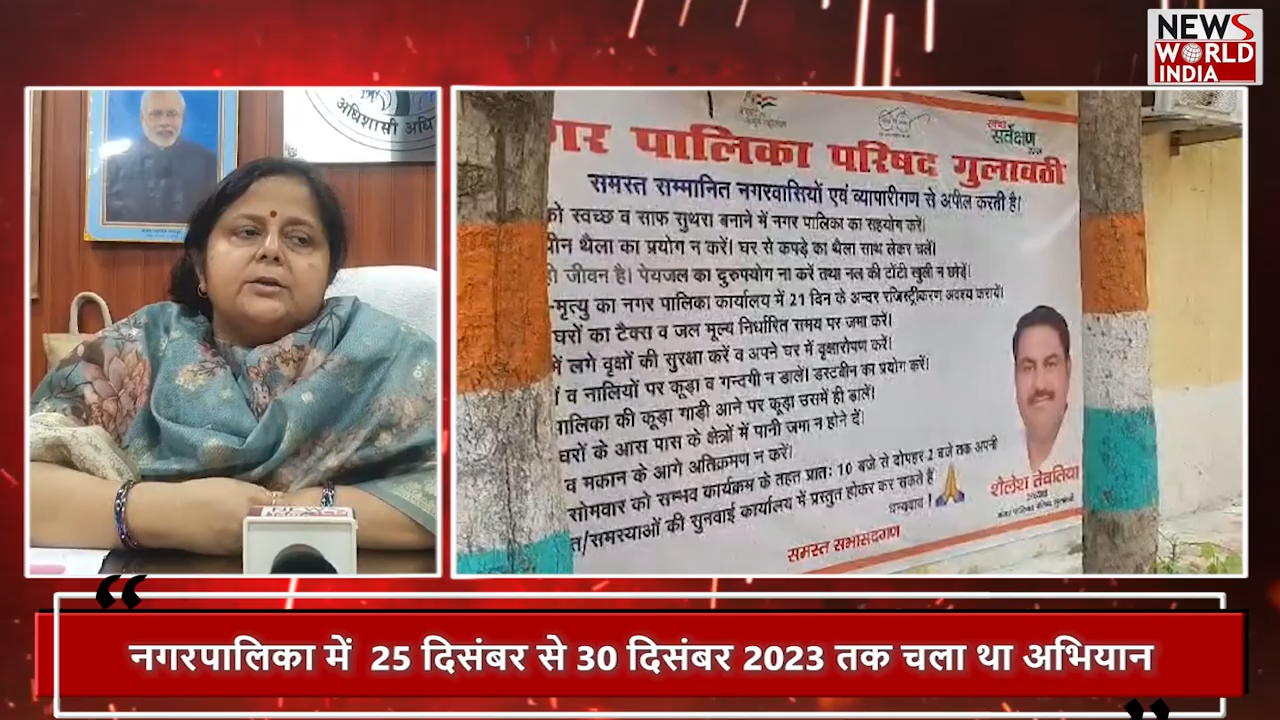 NEWS
WORLD
INDIA
अधिशासी अधि
स्वच्छ
सर्वेक्षण
गर पालिका परिषद गुलावठी
समस्त सम्मानित नगरवासियों एवं व्यापारीगण से अपील करती है।
को स्वच्छ व साफ सुथरा बनाने में नगर पालिका का सहयोग करें।
थीन थैला का प्रयोग न करें। घर से कपड़े का थैला साथ लेकर चलें।
ही जीवन है। पेयजल का दुरुपयोग ना करें तथा नल की टोंटी खुली न छोड़ें।
-मृत्यु का नगर पालिका कार्यालय में 21 दिन के अन्दर रजिस्ट्रीकरण अवश्य करायें।
घरों का टैक्स व जल मूल्य निर्धारित समय पर जमा करें।
में लगे वृक्षों की सुरक्षा करें व अपने घर में वृक्षारोपण करें।
व नालियों पर कूड़ा व गन्दगी न डालें। डस्टबीन का प्रयोग करें।
पालिका की कूड़ा गाड़ी आने पर कूड़ा उसमें ही डालें।
घरों के आस पास के क्षेत्रों में पानी जमा न होने दें।
व मकान के आगे अतिक्रमण न करें।
सोमवार को सम्भव कार्यक्रम के तहत प्रातः 10 बजे से दोपहर 2 बजे तक अपनी
त/समस्याओं की सुनवाई कार्यालय में प्रस्तुत होकर कर सकते हैं
धन्यवाद !
शैलेश तेवतिया
अध्यक्ष
समस्त सभासदगण
नगरपालिका में 25 दिसंबर से 30 दिसंबर 2023 तक चला था अभियान